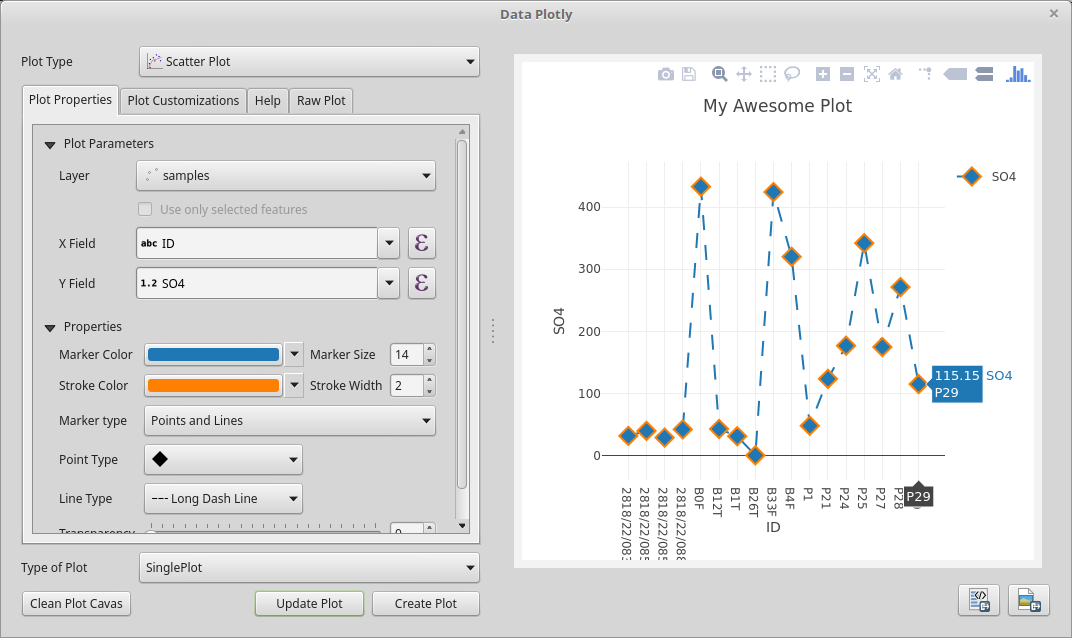 Data Plotly
Plot Type
Scatter Plot
Plot Properties
Plot Customizations
Help
Raw Plot
Plot Parameters
Layer
samples
Use only selected features
X Field
abc ID
ε
Y Field
1.2 SO4
ε
Properties
Marker Color
Marker Size
14
Stroke Color
Stroke Width
2
Marker type
Points and Lines
Point Type
Line Type
Long Dash Line
Transparency
0
Type of Plot
SinglePlot
Clean Plot Cavas
Update Plot
Create Plot
My Awesome Plot
SO4
400
300
200
100
0
SO4
115.15
P29
SO4
2818/22/083
2818/22/085
2818/22/085
2818/22/088
B0F
B12T
B1T
B26T
B33F
B4F
P1
P21
P24
P25
P27
P28
P29
ID